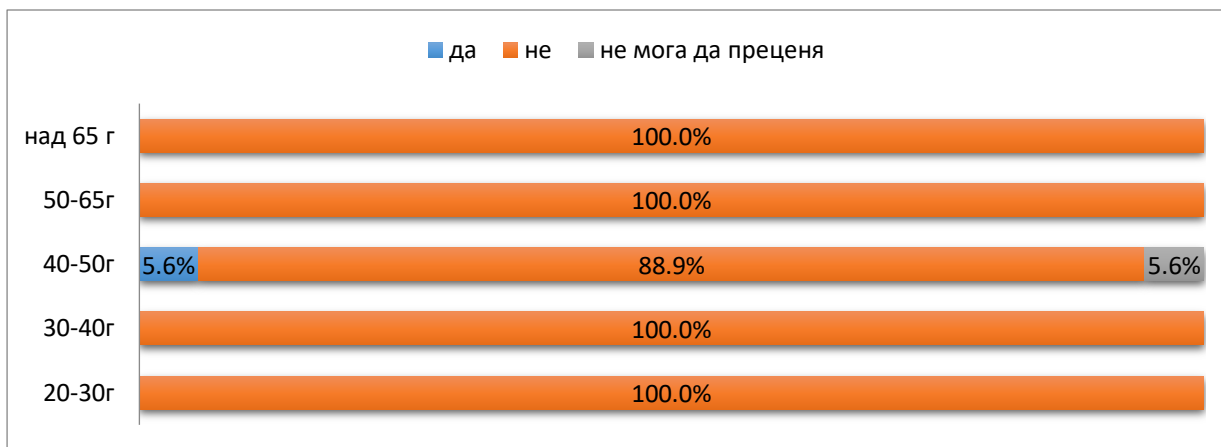 да не не мога да преценя
над 65 г 100.0%
50-65г 100.0%
40-50г 5.6% 88.9% 5.6%
30-40г 100.0%
20-30г 100.0%